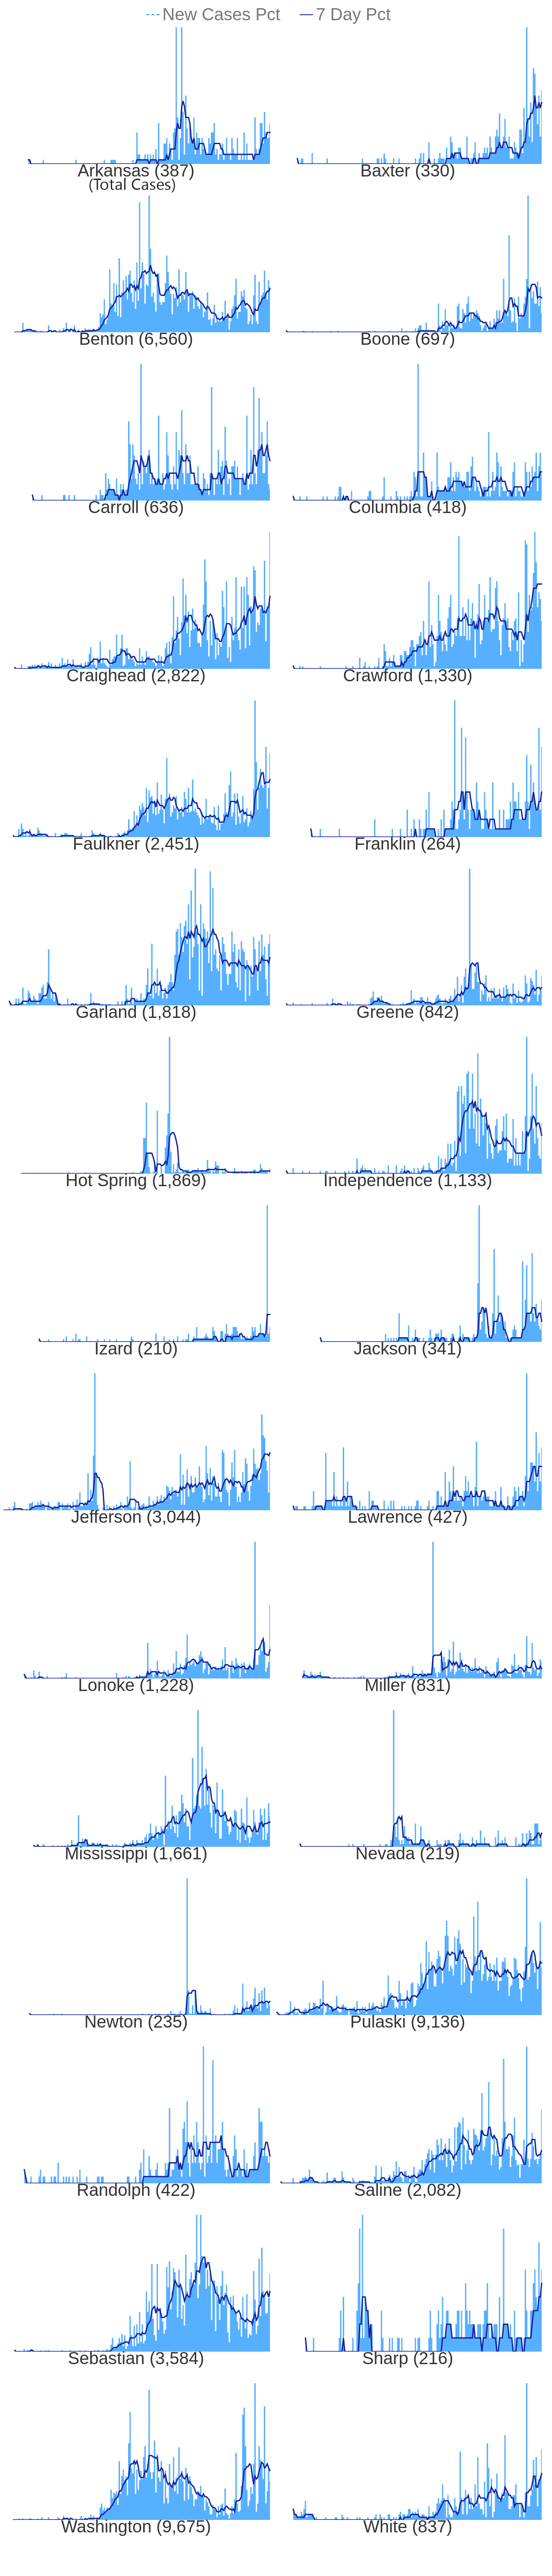 New Cases Pct 7 Day Pct
Arkansas (387) Baxter (330)
(Total Cases)
Benton (6,560) Boone (697)
Carroll (636) Columbia (418)
Craighead (2,822) Crawford (1,330)
Faulkner (2,451) Franklin (264)
Garland (1,818) Greene (842)
Hot Spring (1,869) Independence (1,133)
Izard (210) Jackson (341)
Jefferson (3,044) Lawrence (427)
Lonoke (1,228) Miller (831)
Mississippi (1,661) Nevada (219)
Newton (235) Pulaski (9,136)
Randolph (422) Saline (2,082)
Sebastian (3,584) Sharp (216)
Washington (9,675) White (837)